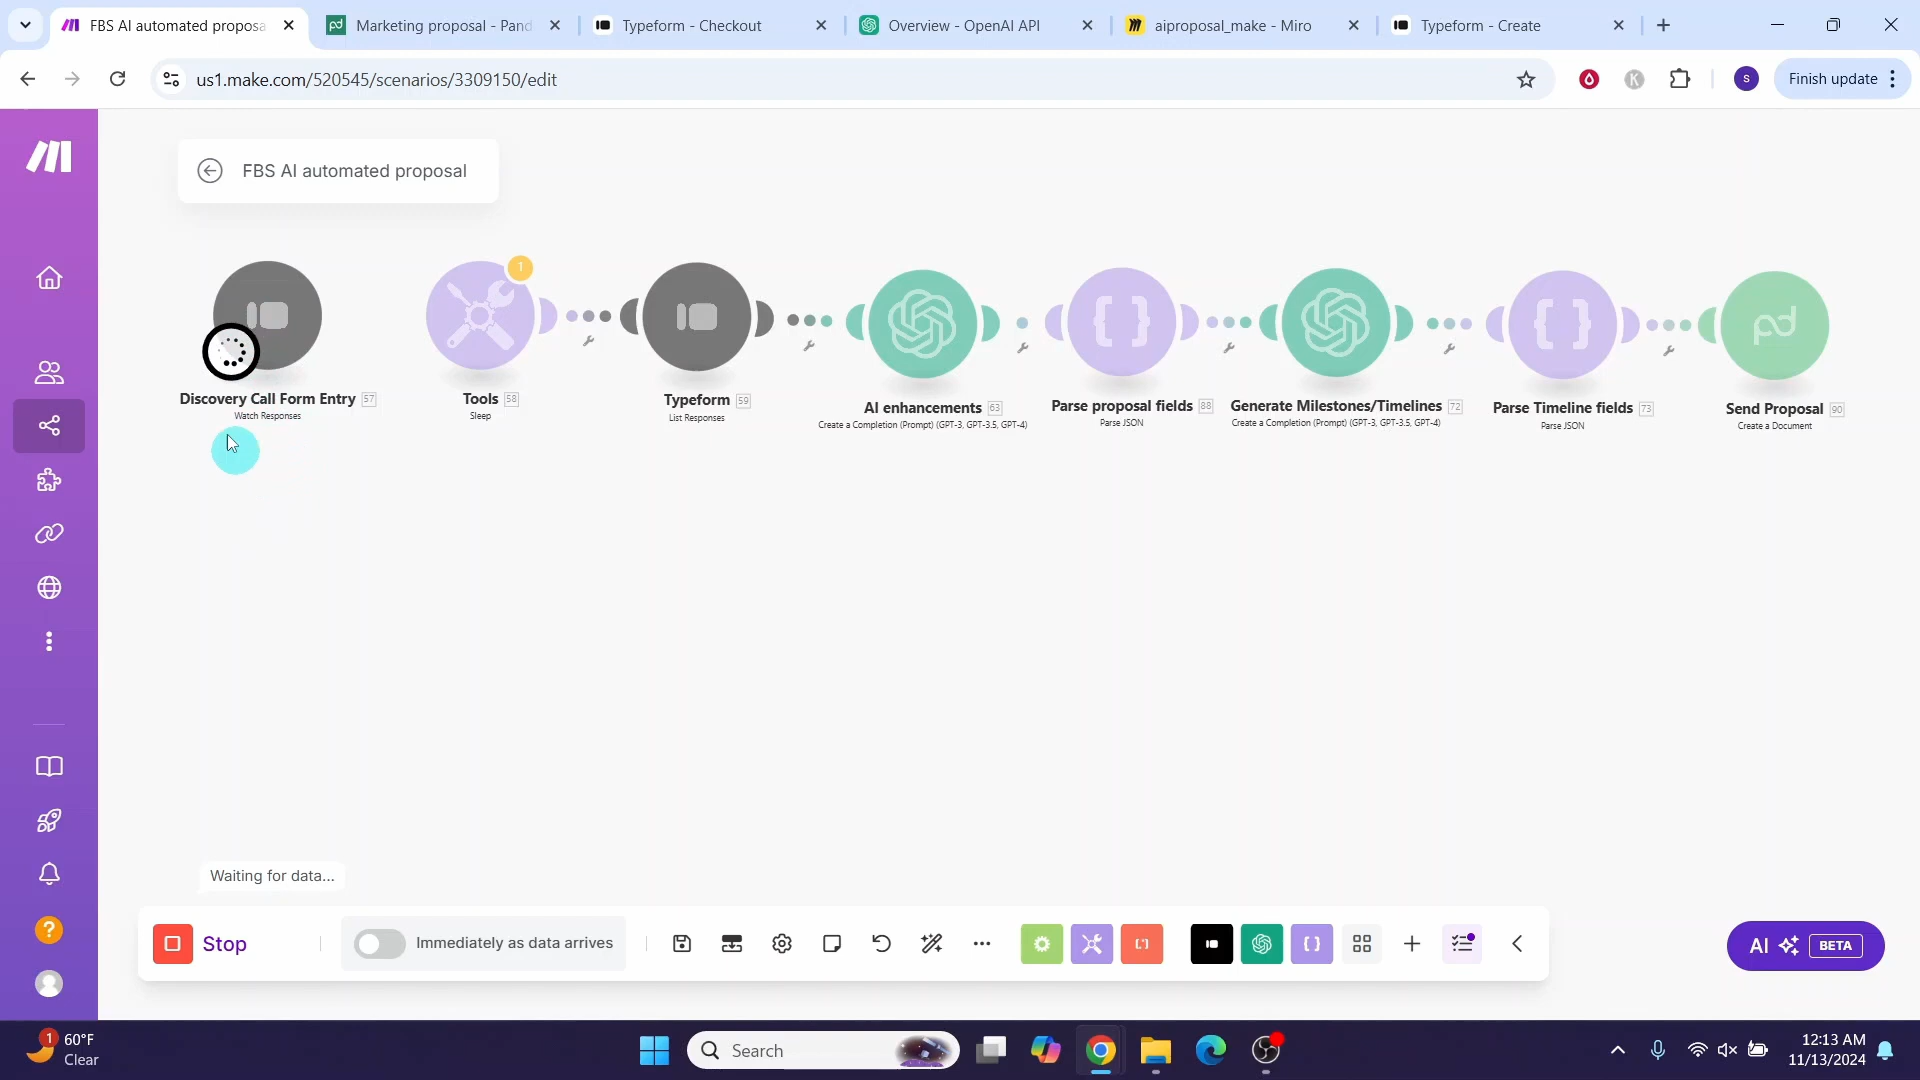 FBS AI automated proposa
Marketing proposal - Pand
Typeform - Checkout
Overview - OpenAI API
aiproposal_make - Miro
Typeform - Create
us1.make.com/520545/scenarios/3309150/edit
K
S
Finish update
FBS AI automated proposal
1
Discovery Call Form Entry 57
Watch Responses
Tools 58
Sleep
Typeform 59
List Responses
AI enhancements 63
Create a Completion (Prompt) (GPT-3, GPT-3.5, GPT-4)
Parse proposal fields 88
Parse JSON
Generate Milestones/Timelines 72
Create a Completion (Prompt) (GPT-3, GPT-3.5, GPT-4)
Parse Timeline fields 73
Parse JSON
pd
Send Proposal 90
Create a Document
Waiting for data...
Stop
Immediately as data arrives
AI BETA
1
60°F
Clear
Search
12:13 AM
11/13/2024